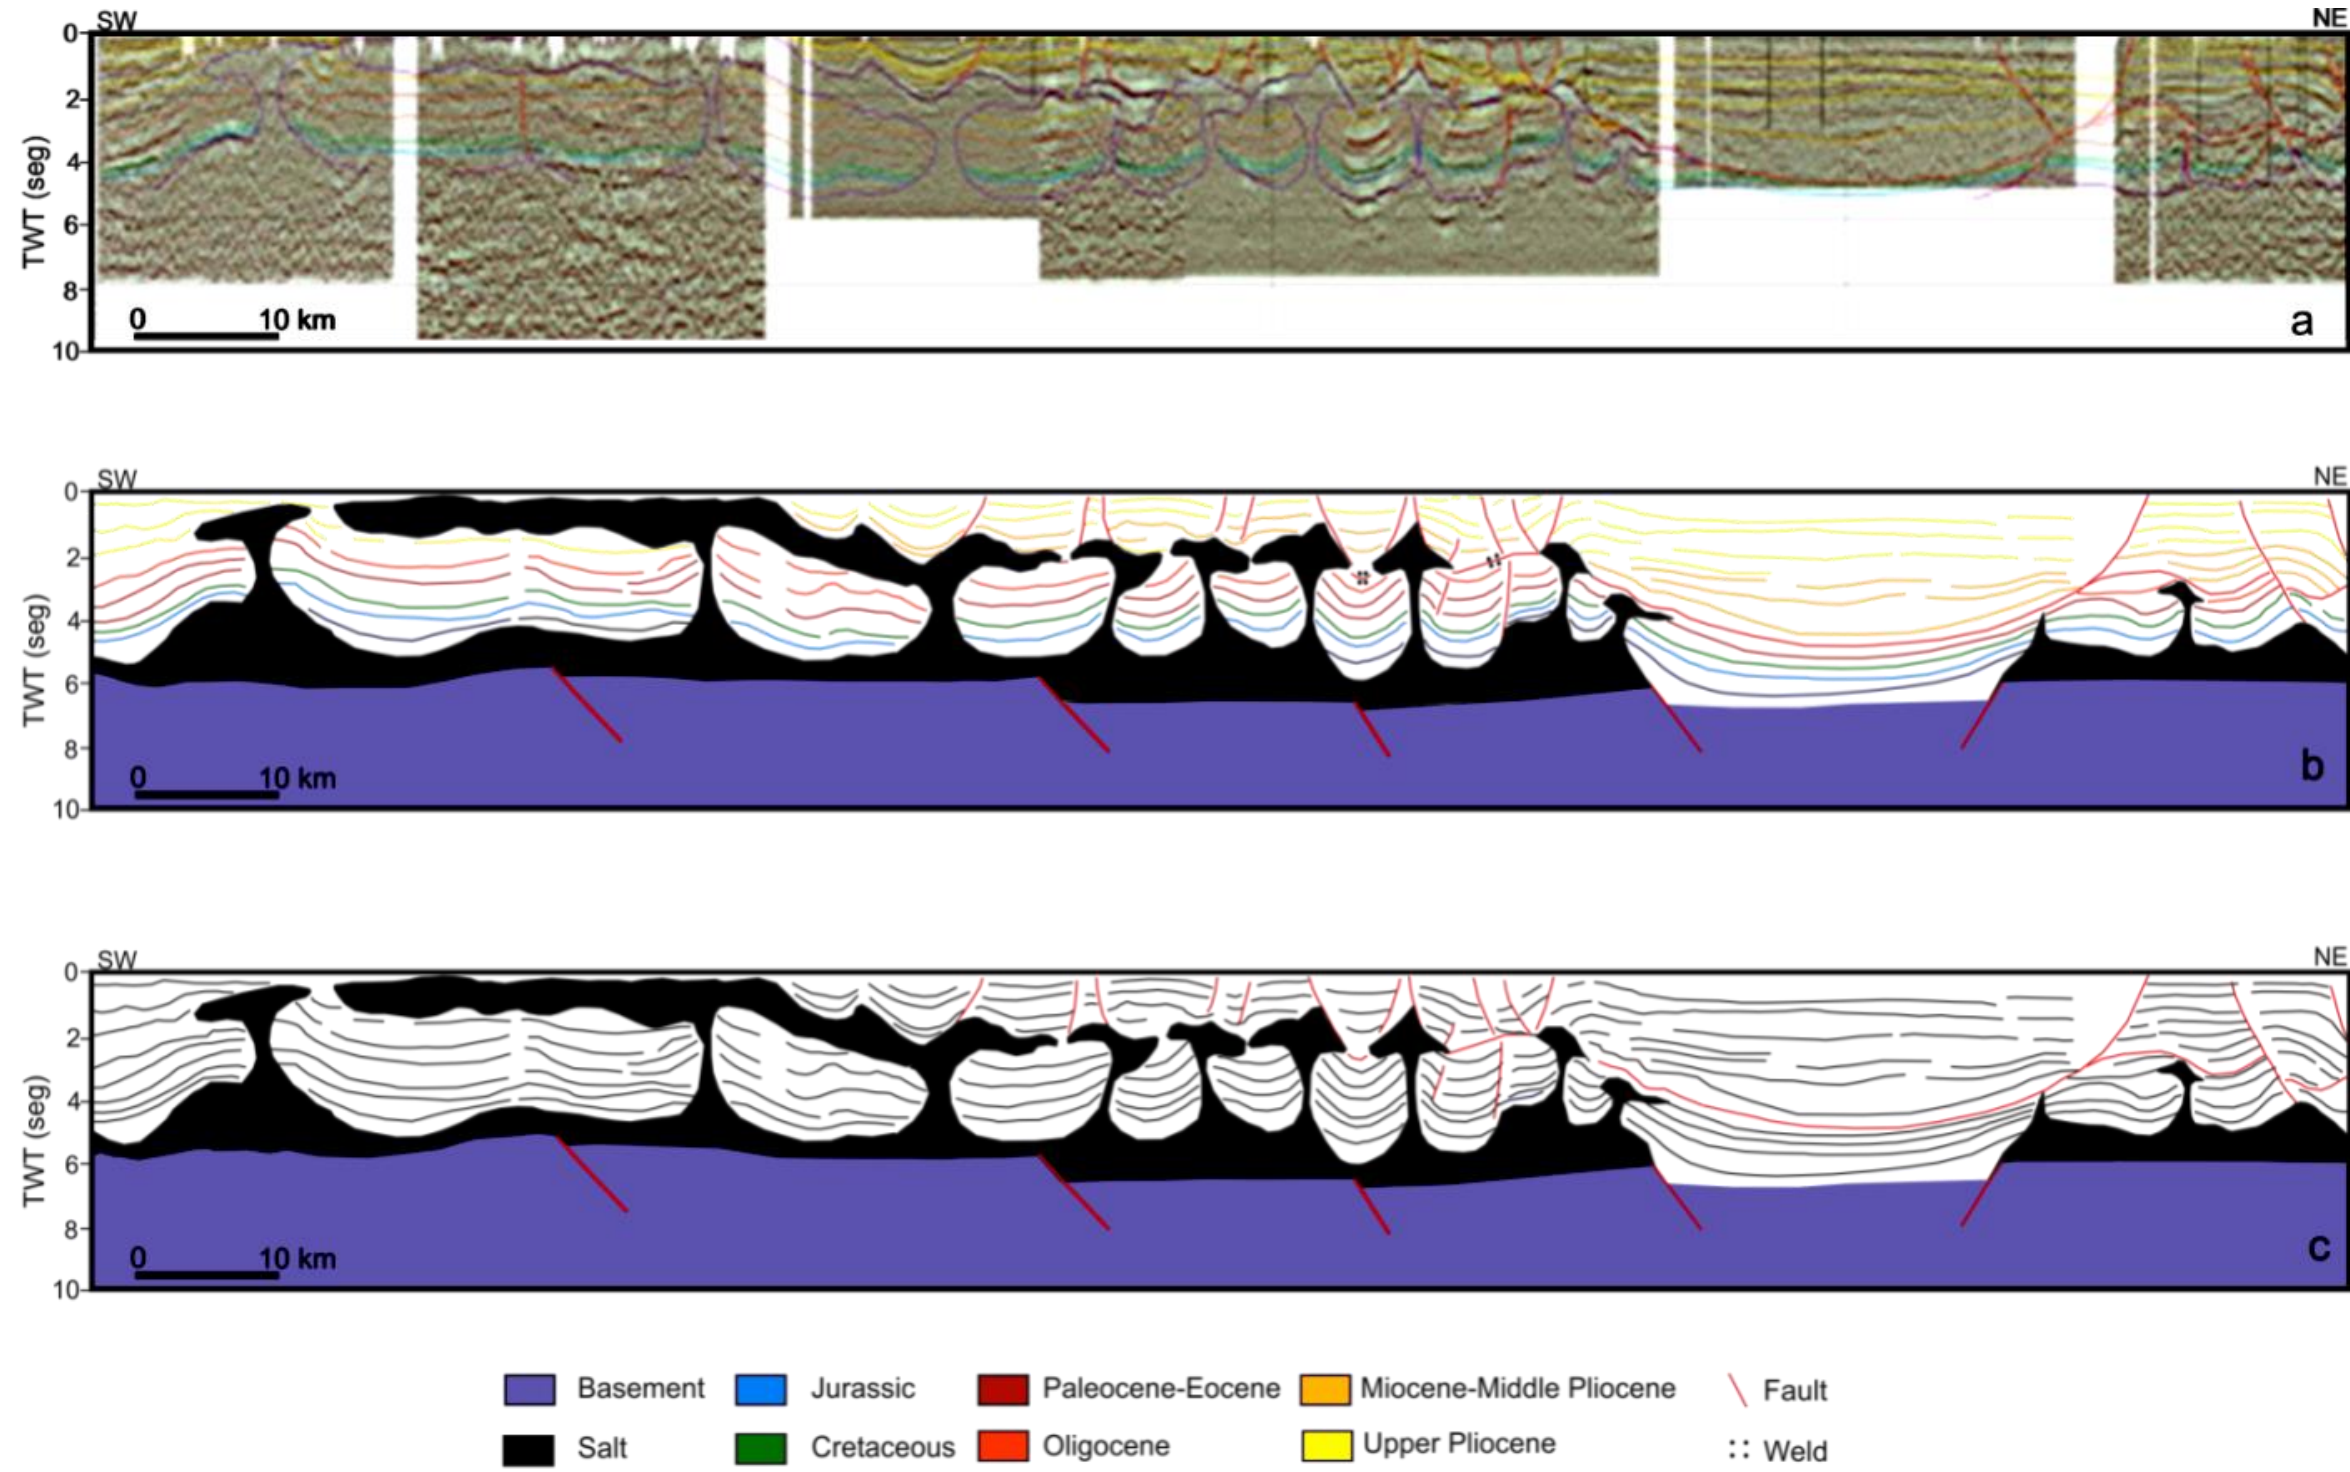 SW NE
0
2
4
6
8
10
TWT (seg)
0 10 km
a
SW NE
0
2
4
6
8
10
TWT (seg)
0 10 km
b
SW NE
0
2
4
6
8
10
TWT (seg)
0 10 km
c
Basement Jurassic Paleocene-Eocene Miocene-Middle Pliocene Fault
Salt Cretaceous Oligocene Upper Pliocene Weld